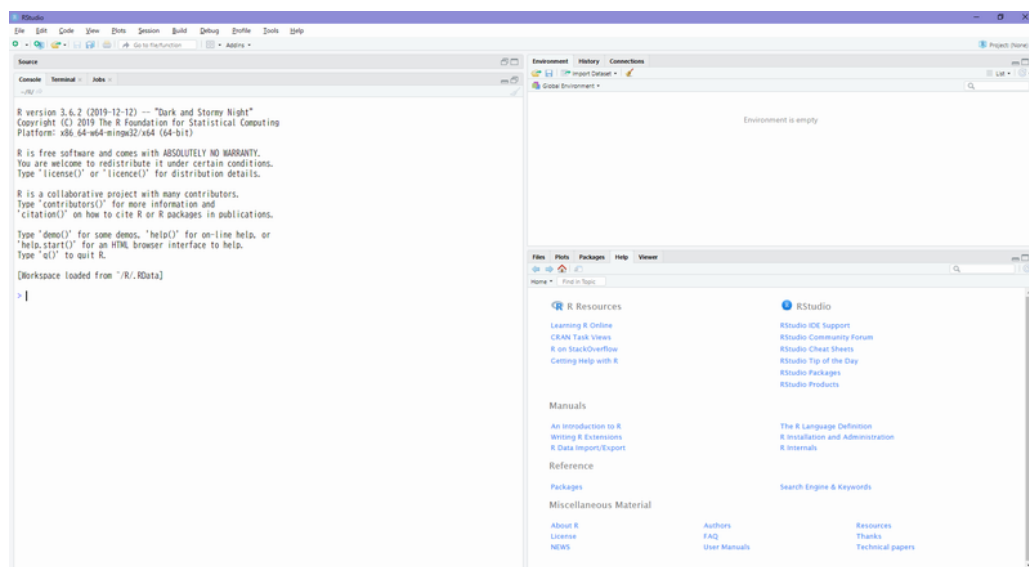 RStudio
File Edit Code View Plots Session Build Debug Profile Tools Help
Go to file/function Addins
Project: (None)
Source
Console Terminal Jobs
~/R/
R version 3.6.2 (2019-12-12) -- "Dark and Stormy Night"
Copyright (C) 2019 The R Foundation for Statistical Computing
Platform: x86_64-w64-mingw32/x64 (64-bit)
R is free software and comes with ABSOLUTELY NO WARRANTY.
You are welcome to redistribute it under certain conditions.
Type 'license()' or 'licence()' for distribution details.
R is a collaborative project with many contributors.
Type 'contributors()' for more information and
'citation()' on how to cite R or R packages in publications.
Type 'demo()' for some demos, 'help()' for on-line help, or
'help.start()' for an HTML browser interface to help.
Type 'q()' to quit R.
[Workspace loaded from ~/R/.RData]
>
Environment History Connections
Import Dataset
List
Global Environment
Environment is empty
Files Plots Packages Help Viewer
Home Find in Topic
R Resources
Learning R Online
CRAN Task Views
R on StackOverflow
Getting Help with R
RStudio
RStudio IDE Support
RStudio Community Forum
RStudio Cheat Sheets
RStudio Tip of the Day
RStudio Packages
RStudio Products
Manuals
An Introduction to R
Writing R Extensions
R Data Import/Export
The R Language Definition
R Installation and Administration
R Internals
Reference
Packages
Search Engine & Keywords
Miscellaneous Material
About R Authors Resources
License FAQ Thanks
NEWS User Manuals Technical papers